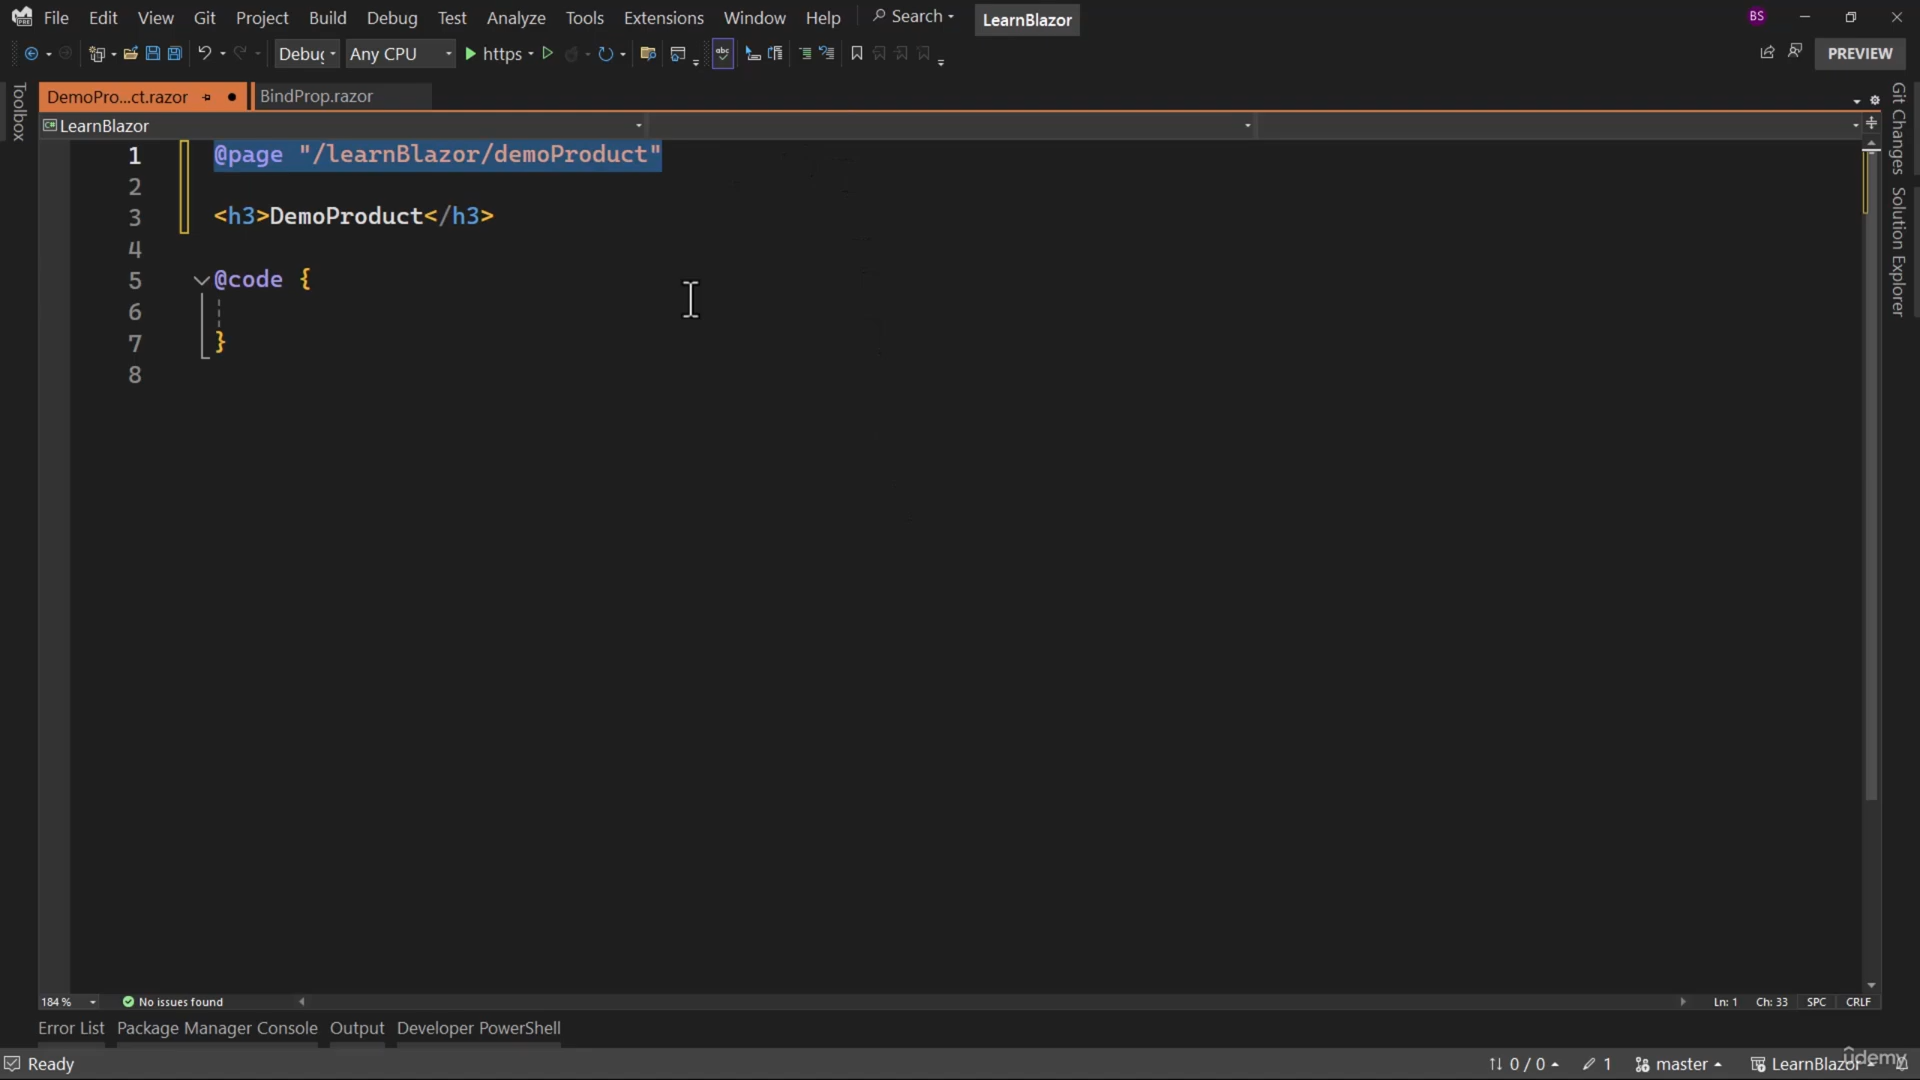 File Edit View Git Project Build Debug Test Analyze Tools Extensions Window Help Search LearnBlazor BS
Debug Any CPU https PREVIEW
DemoPro...ct.razor BindProp.razor
LearnBlazor
Toolbox
Git Changes
Solution Explorer
1 @page "/learnBlazor/demoProduct"
2
3 <h3>DemoProduct</h3>
4
5 @code {
6
7 }
8
184 % No issues found Ln: 1 Ch: 33 SPC CRLF
Error List Package Manager Console Output Developer PowerShell
Ready 0 / 0 1 master LearnBlazor
udemy